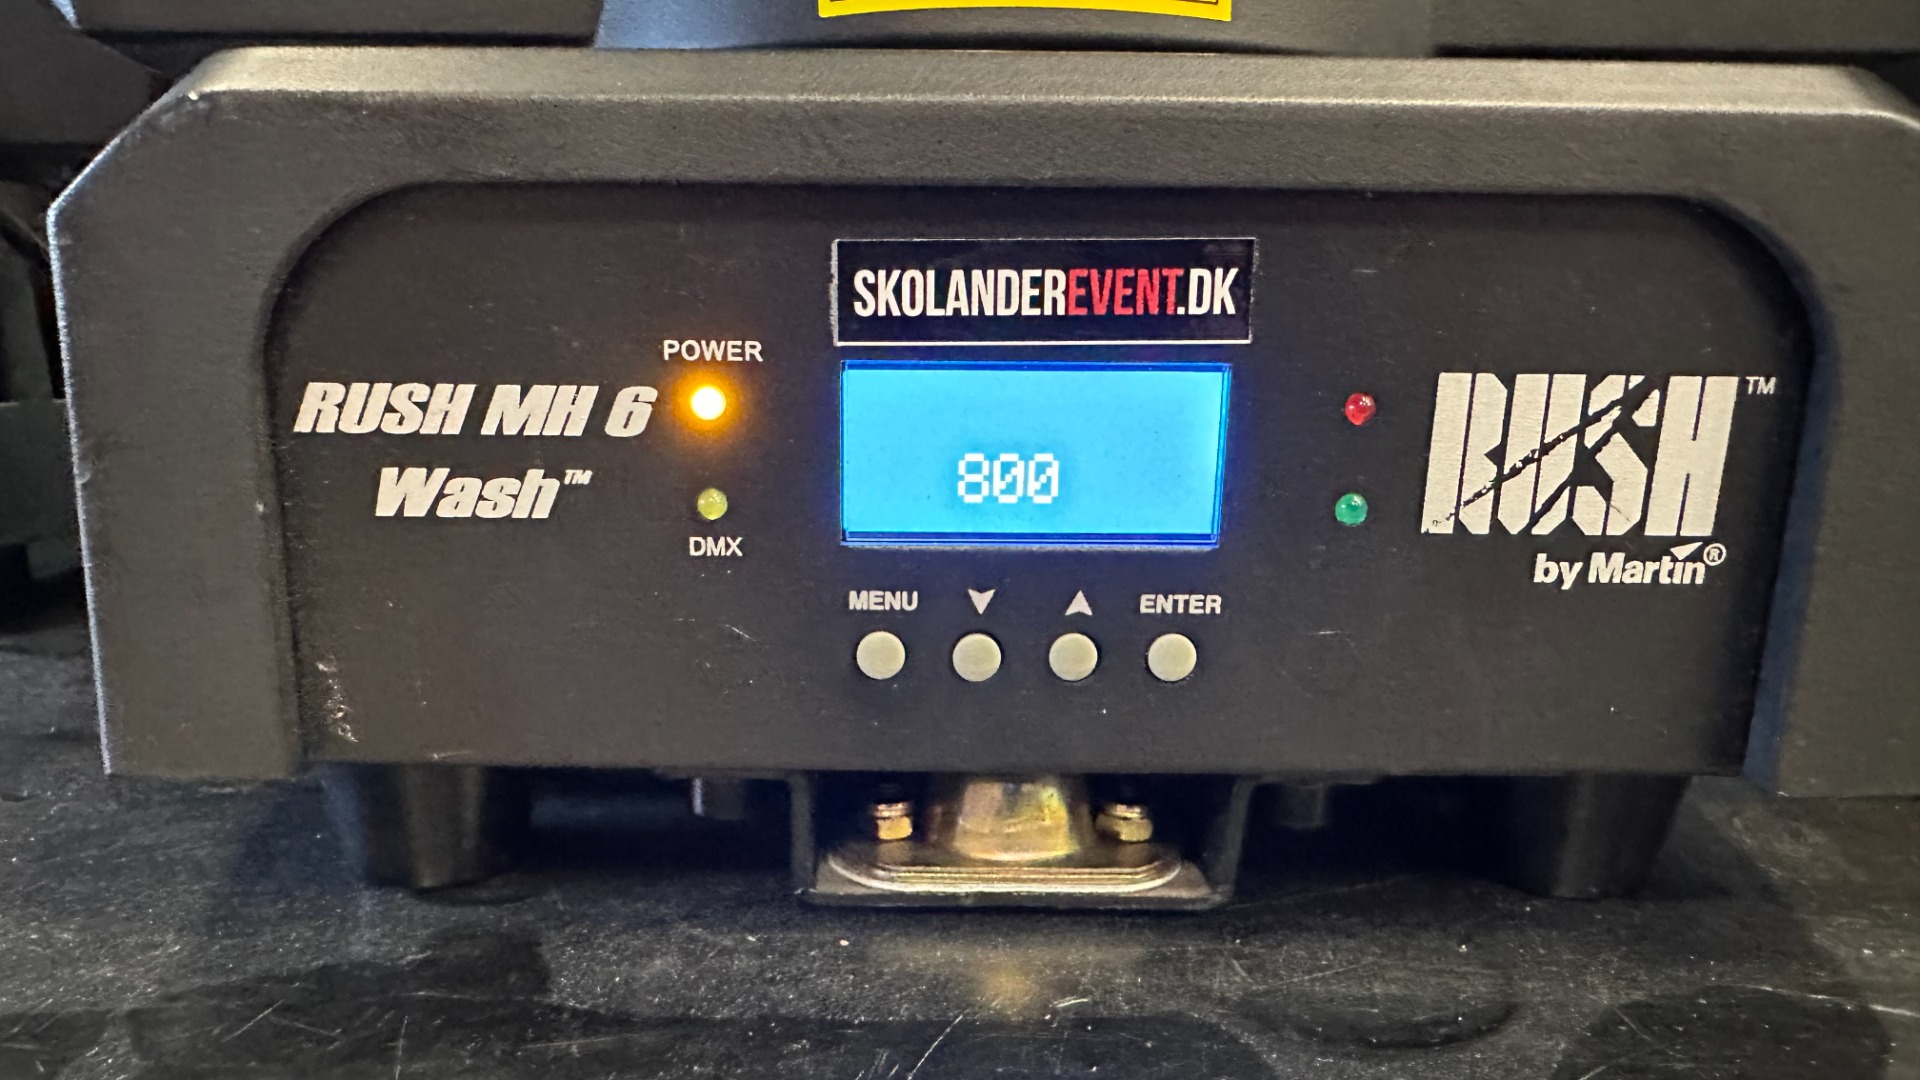 SKOLANDEREVENT.DK
POWER
RUSH MH 6
Wash™
DMX
800
RUSH™
by Martin®
MENU
ENTER